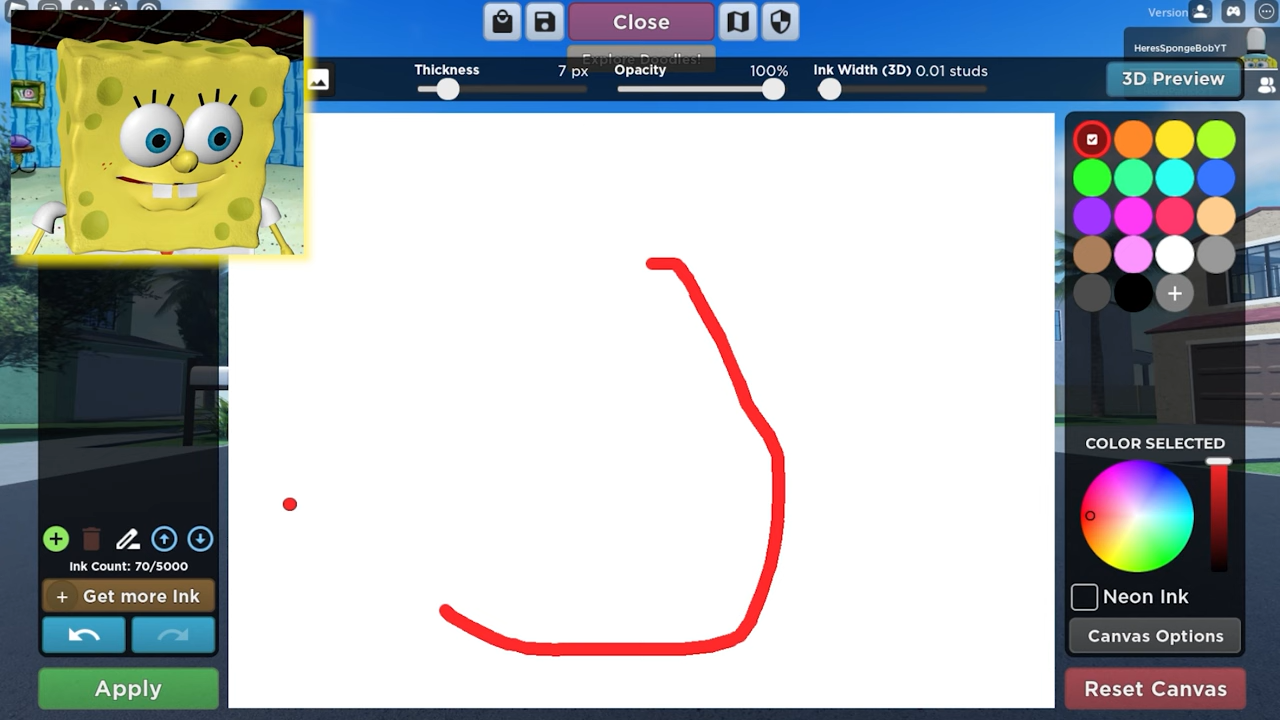 Close
Version
Explore Doodles!
HeresSpongeBobYT
Thickness
7 px
Opacity
100%
Ink Width (3D) 0.01 studs
3D Preview
COLOR SELECTED
Neon Ink
Canvas Options
Reset Canvas
Ink Count: 70/5000
+ Get more Ink
Apply